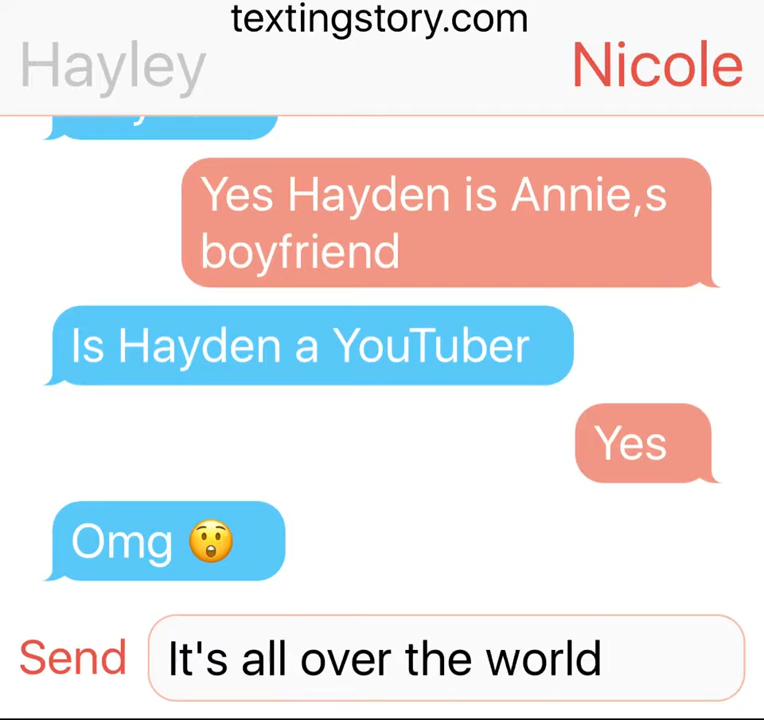 textingstory.com
Hayley
Nicole
Yes Hayden is Annie,s
boyfriend
Is Hayden a YouTuber
Yes
Omg 😲
Send
It's all over the world